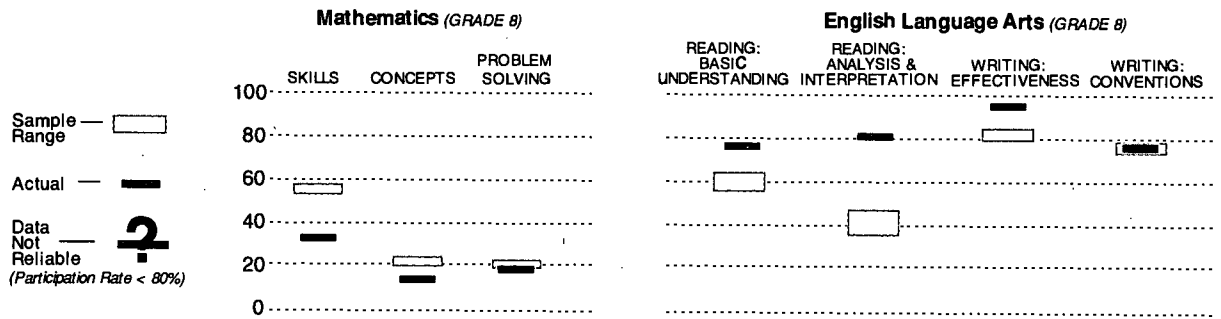 Mathematics (GRADE 8)
English Language Arts (GRADE 8)
SKILLS
CONCEPTS
PROBLEM
SOLVING
READING:
BASIC
UNDERSTANDING
READING:
ANALYSIS &
INTERPRETATION
WRITING:
EFFECTIVENESS
WRITING:
CONVENTIONS
Sample
Range
Actual
Data
Not
Reliable
(Participation Rate < 80%)
?
100
80
60
40
20
0